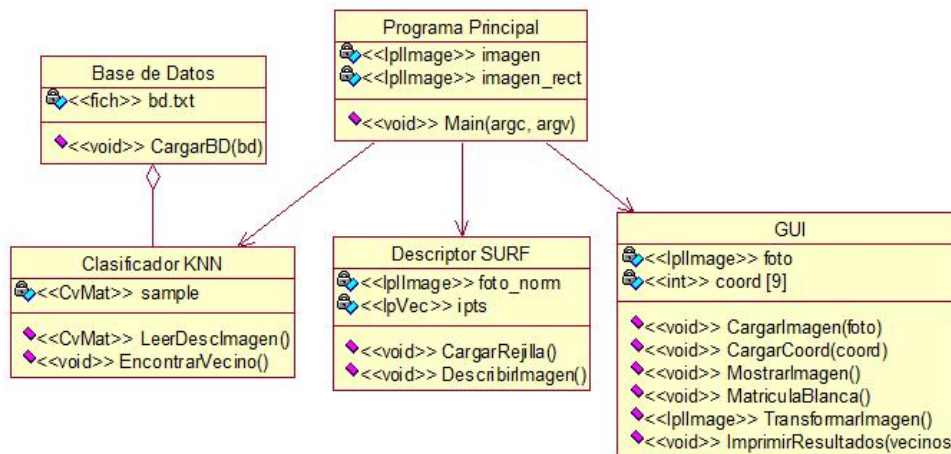 Programa Principal
<<IplImage>> imagen
<<IplImage>> imagen_rect
<<void>> Main(argc, argv)
Base de Datos
<<fich>> bd.txt
<<void>> CargarBD(bd)
Clasificador KNN
<<CvMat>> sample
<<CvMat>> LeerDescImagen()
<<void>> EncontrarVecino()
Descriptor SURF
<<IplImage>> foto_norm
<<IpVec>> ipts
<<void>> CargarRejilla()
<<void>> DescribirImagen()
GUI
<<IplImage>> foto
<<int>> coord [9]
<<void>> CargarImagen(foto)
<<void>> CargarCoord(coord)
<<void>> MostrarImagen()
<<void>> MatriculaBlanca()
<<IplImage>> TransformarImagen()
<<void>> ImprimirResultados(vecinos